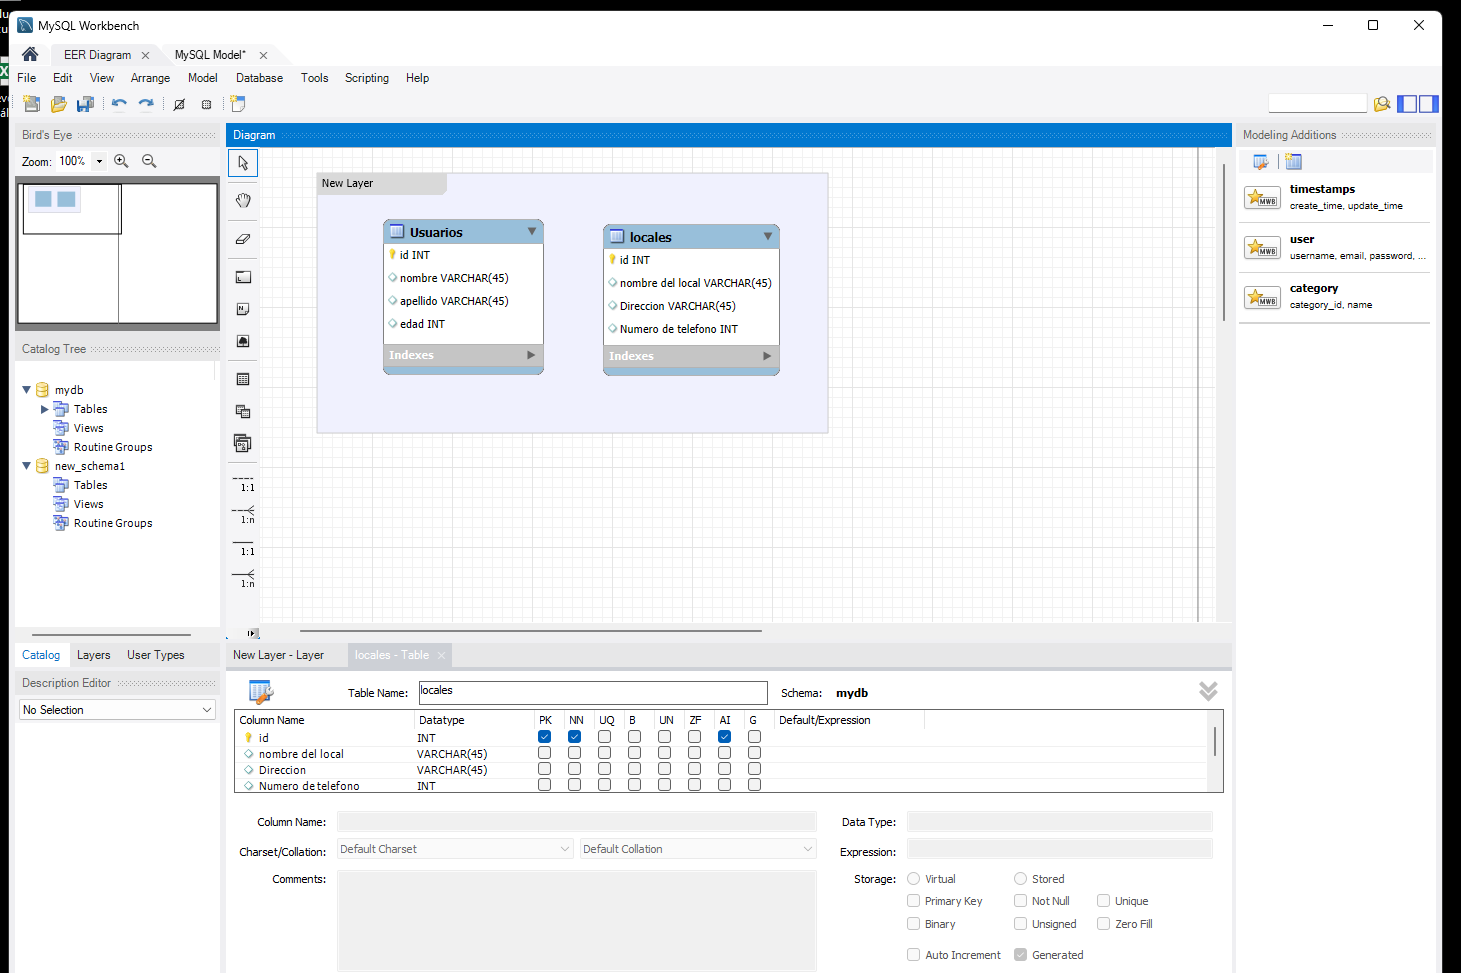 MySQL Workbench
EER Diagram
MySQL Model*
File Edit View Arrange Model Database Tools Scripting Help
Bird's Eye
Zoom: 100%
Catalog Tree
mydb
Tables
Views
Routine Groups
new_schema1
Tables
Views
Routine Groups
Catalog Layers User Types
Description Editor
No Selection
Diagram
1:1
1:n
1:1
1:n
New Layer
Usuarios
id INT
nombre VARCHAR(45)
apellido VARCHAR(45)
edad INT
Indexes
locales
id INT
nombre del local VARCHAR(45)
Direccion VARCHAR(45)
Numero de telefono INT
Indexes
Modeling Additions
MWB
timestamps
create_time, update_time
MWB
user
username, email, password, ...
MWB
category
category_id, name
New Layer - Layer
locales - Table
Table Name: locales Schema: mydb
Column Name Datatype PK NN UQ B UN ZF AI G Default/Expression
id INT
nombre del local VARCHAR(45)
Direccion VARCHAR(45)
Numero de telefono INT
Column Name: Data Type:
Charset/Collation: Default Charset Default Collation Expression:
Comments: Storage: Virtual Stored
Primary Key Not Null Unique
Binary Unsigned Zero Fill
Auto Increment Generated